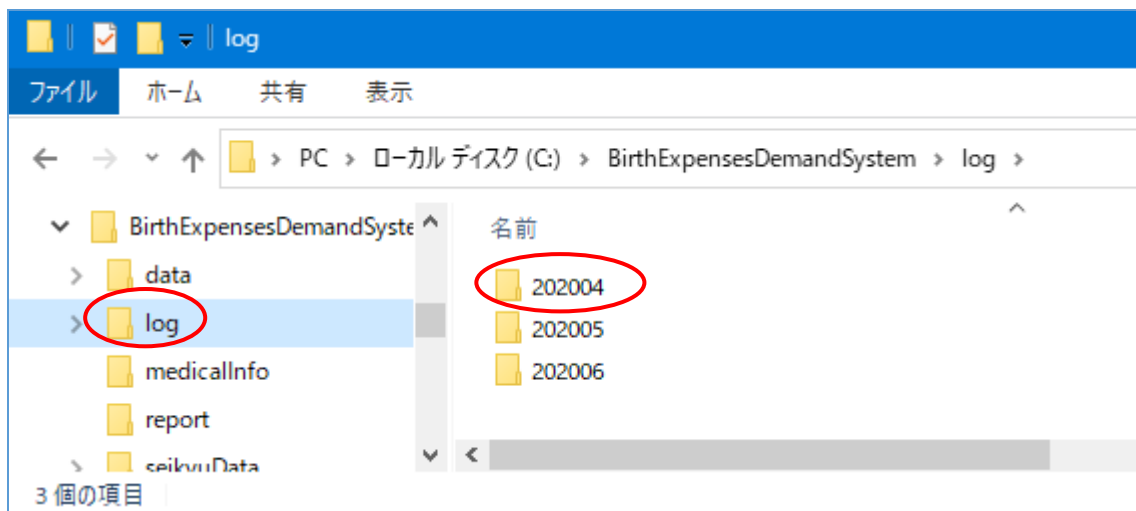 log
ファイル ホーム 共有 表示
PC > ローカル ディスク (C:) > BirthExpensesDemandSystem > log >
BirthExpensesDemandSyste
名前
data
202004
log
202005
medicalInfo
202006
report
seikyuData
3 個の項目